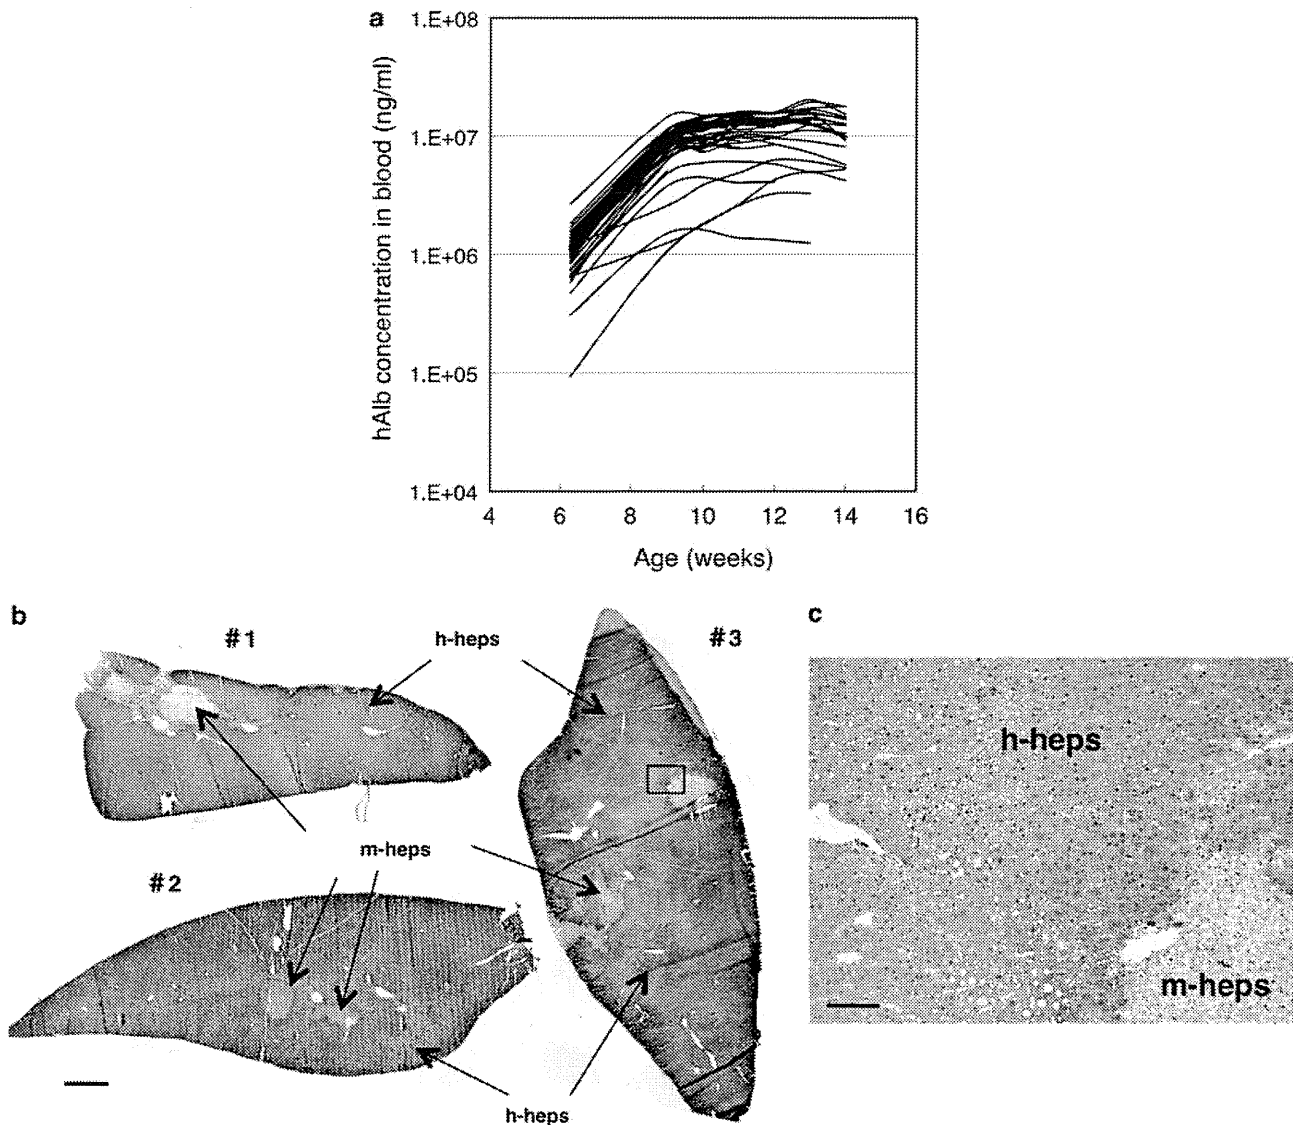 a
1.E+08
1.E+07
1.E+06
1.E+05
1.E+04
hAlb concentration in blood (ng/ml)
4 6 8 10 12 14 16
Age (weeks)
b
#1
h-heps
#3
m-heps
#2
h-heps
c
h-heps
m-heps